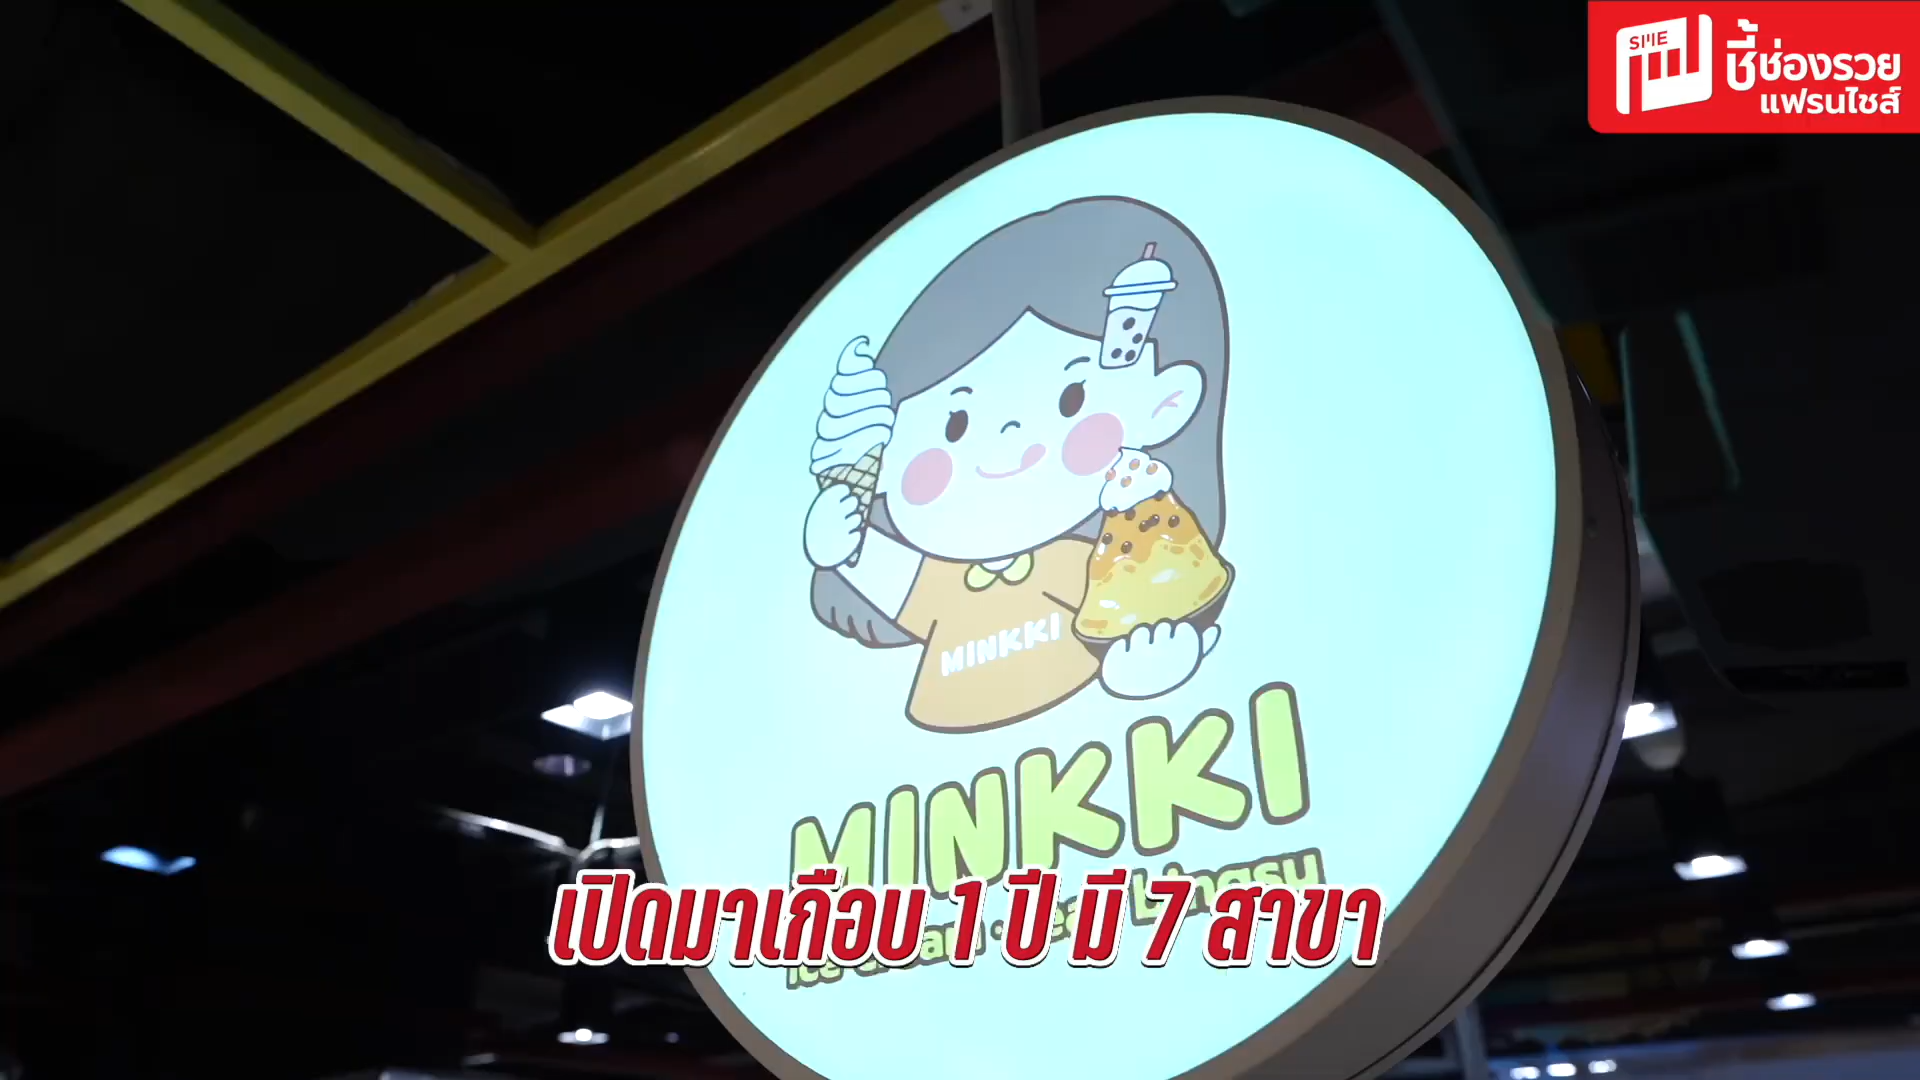 SME
ชี้ช่องรวย
แฟรนไชส์
MINKKI
MINKKI
Bingsu
เปิดมาเกือบ 1 ปี มี 7 สาขา